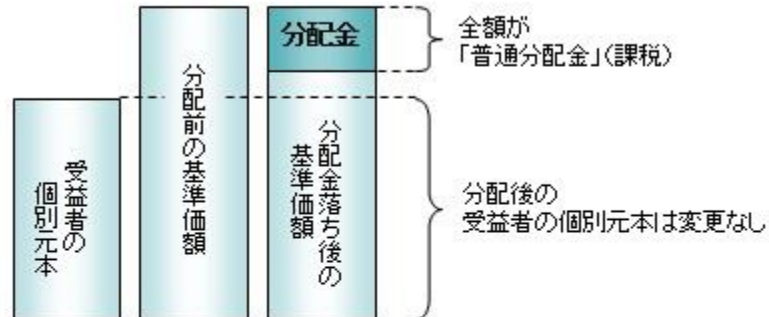 受益者の
個別元本
分配前の基準価額
分配金
分配金落ち後の
基準価額
全額が
「普通分配金」(課税)
分配後の
受益者の個別元本は変更なし